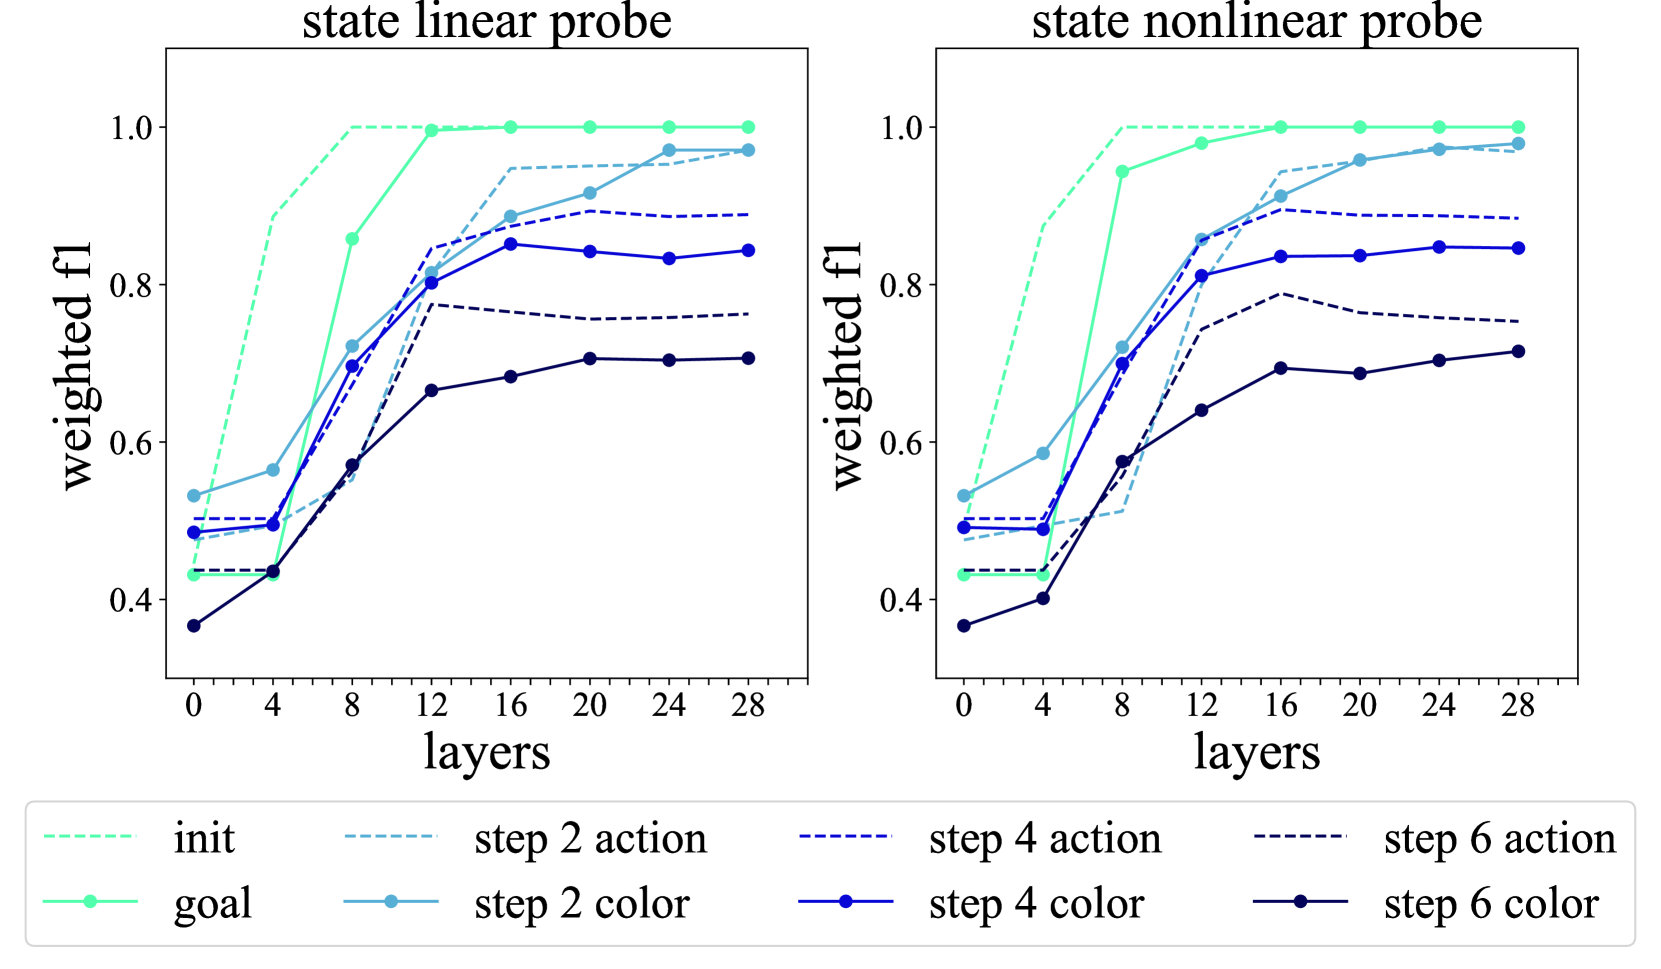 state linear probe
weighted f1
1.0
0.8
0.6
0.4
0 4 8 12 16 20 24 28
layers
state nonlinear probe
weighted f1
1.0
0.8
0.6
0.4
0 4 8 12 16 20 24 28
layers
init step 2 action step 4 action step 6 action
goal step 2 color step 4 color step 6 color